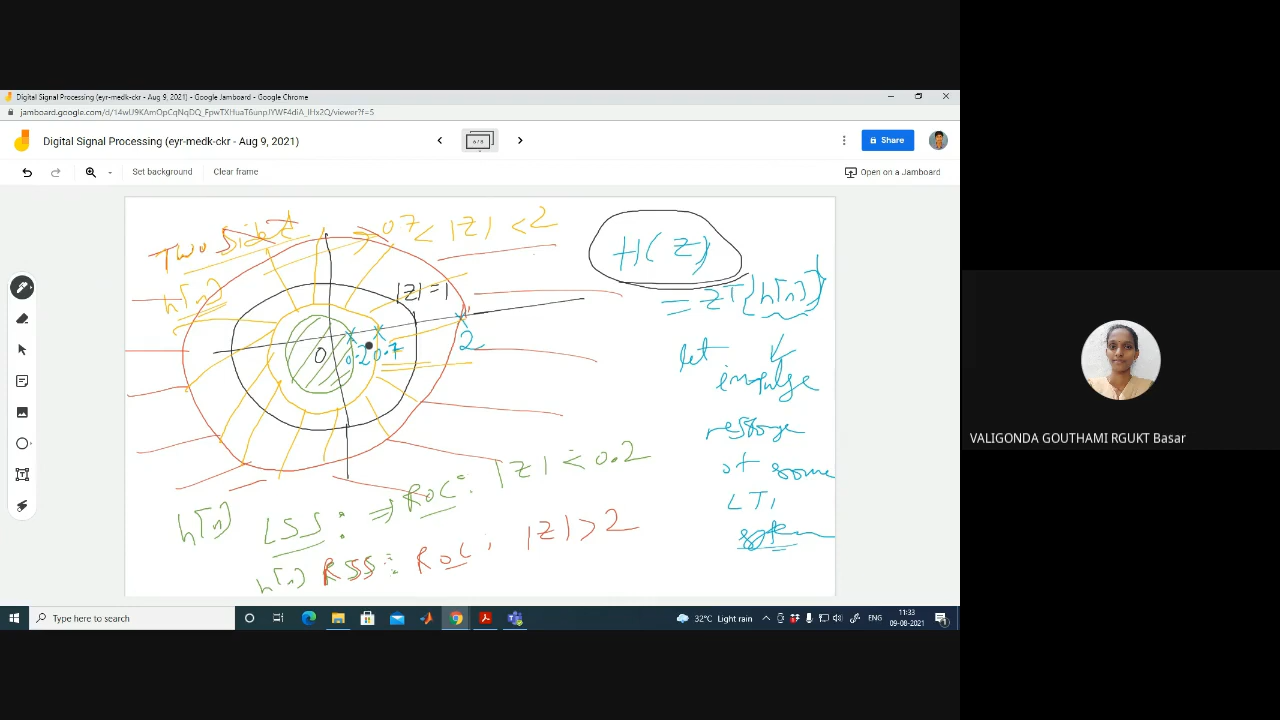 Digital Signal Processing (eyr-medk-ckr - Aug 9, 2021) - Google Jamboard - Google Chrome
Digital Signal Processing (eyr-medk-ckr - Aug 9, 2021)
6/8
Share
Set background
Clear frame
Open on a Jamboard
Two Sided ⇒ 0.7 < |Z| < 2
h[n]
|Z|=1
0
0.2
0.7
2
H(Z)
= ZT{h[n]}
let
impulse
response
of some
LTI
system
h[n] LSS: ⇒ ROC: |Z| < 0.2
h[n] RSS: ROC: |Z| > 2
VALIGONDA GOUTHAMI RGUKT Basar
Type here to search
32°C Light rain
ENG
11:33
09-08-2021